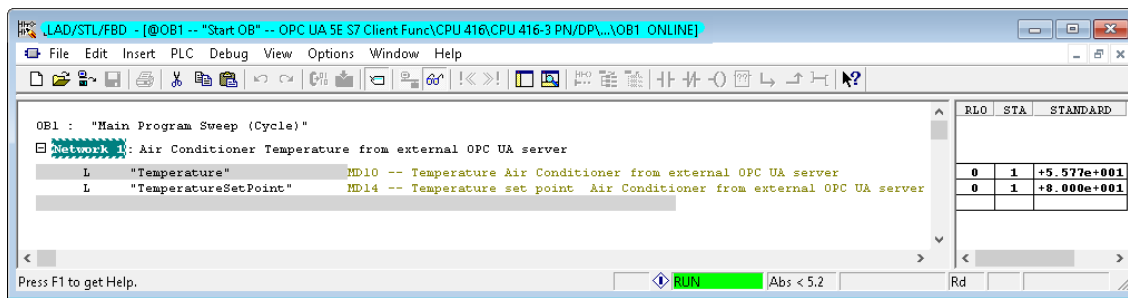 LAD/STL/FBD - [@OB1 -- "Start OB" -- OPC UA 5E S7 Client Func\CPU 416\CPU 416-3 PN/DP\...\OB1 ONLINE]
File Edit Insert PLC Debug View Options Window Help
RLO STA STANDARD
OB1 : "Main Program Sweep (Cycle)"
Network 1: Air Conditioner Temperature from external OPC UA server
L "Temperature" MD10 -- Temperature Air Conditioner from external OPC UA server 0 1 +5.577e+001
L "TemperatureSetPoint" MD14 -- Temperature set point Air Conditioner from external OPC UA server 0 1 +8.000e+001
Press F1 to get Help. RUN Abs < 5.2 Rd